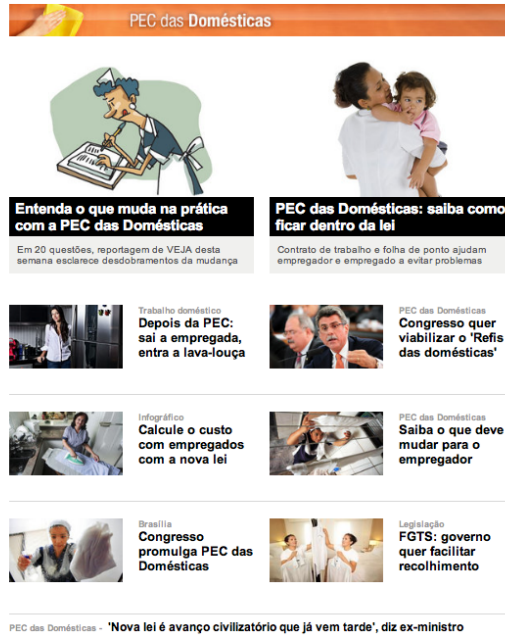 PEC das Domésticas
Entenda o que muda na prática
com a PEC das Domésticas
Em 20 questões, reportagem de VEJA desta
semana esclarece desdobramentos da mudança
PEC das Domésticas: saiba como
ficar dentro da lei
Contrato de trabalho e folha de ponto ajudam
empregador e empregado a evitar problemas
Trabalho doméstico
Depois da PEC:
sai a empregada,
entra a lava-louça
PEC das Domésticas
Congresso quer
viabilizar o 'Refis
das domésticas'
Infográfico
Calcule o custo
com empregados
com a nova lei
PEC das Domésticas
Saiba o que deve
mudar para o
empregador
Brasília
Congresso
promulga PEC das
Domésticas
Legislação
FGTS: governo
quer facilitar
recolhimento
PEC das Domésticas - 'Nova lei é avanço civilizatório que já vem tarde', diz ex-ministro